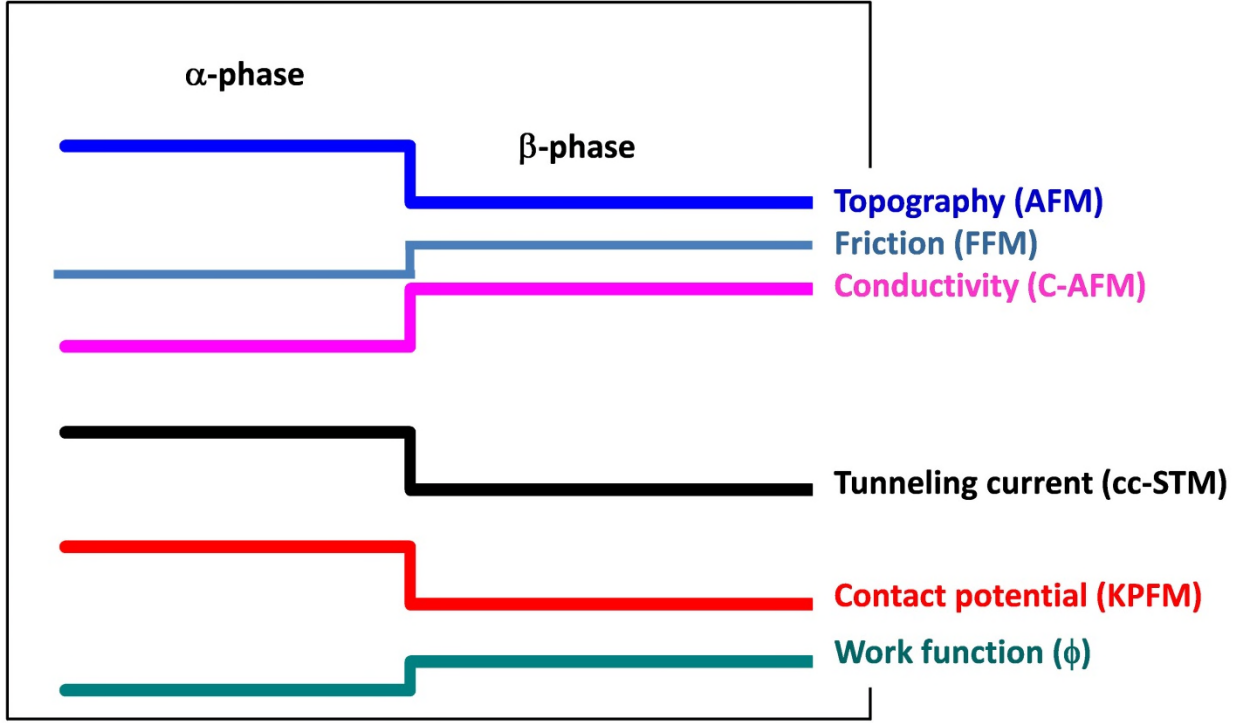 α-phase
β-phase
Topography (AFM)
Friction (FFM)
Conductivity (C-AFM)
Tunneling current (cc-STM)
Contact potential (KPFM)
Work function (ϕ)